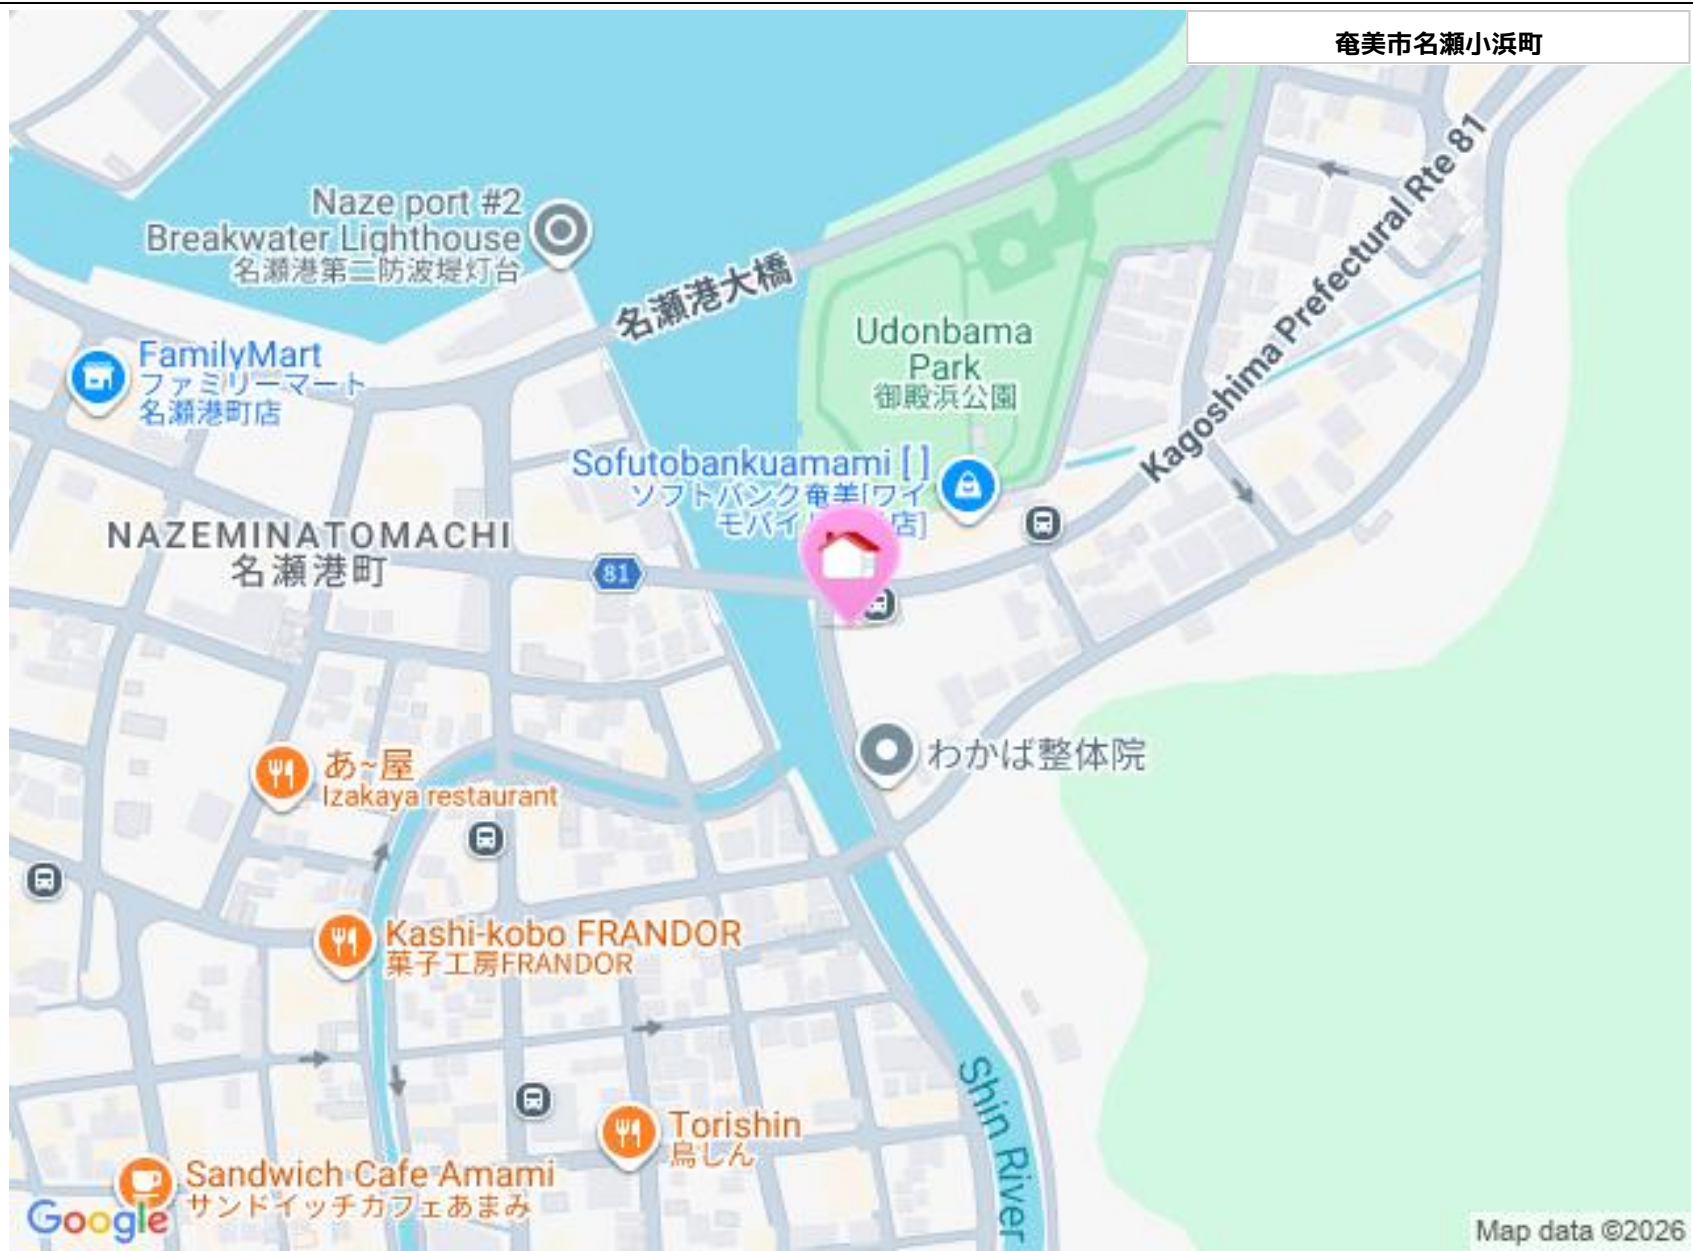 奄美市名瀬小浜町
Kagoshima Prefectural Rte 81
Naze port #2
Breakwater Lighthouse
名瀬港第二防波堤灯台
名瀬港大橋
Udonbama
Park
御殿浜公園
FamilyMart
ファミリーマート
名瀬港町店
Sofutobankuamami [ ]
ソフトバンク奄美[ワイ
モバイ
店]
NAZEMINATOMACHI
名瀬港町
81
わかば整体院
あ~屋
Izakaya restaurant
Kashi-kobo FRANDOR
菓子工房FRANDOR
Shin River
Torishin
鳥しん
Sandwich Cafe Amami
サンドイッチカフェあまみ
Google
Map data ©2026